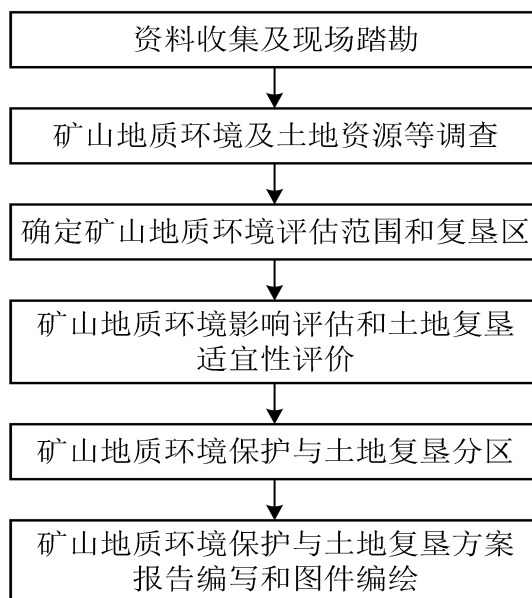 资料收集及现场踏勘
矿山地质环境及土地资源等调查
确定矿山地质环境评估范围和复垦区
矿山地质环境影响评估和土地复垦
适宜性评价
矿山地质环境保护与土地复垦分区
矿山地质环境保护与土地复垦方案
报告编写和图件编绘